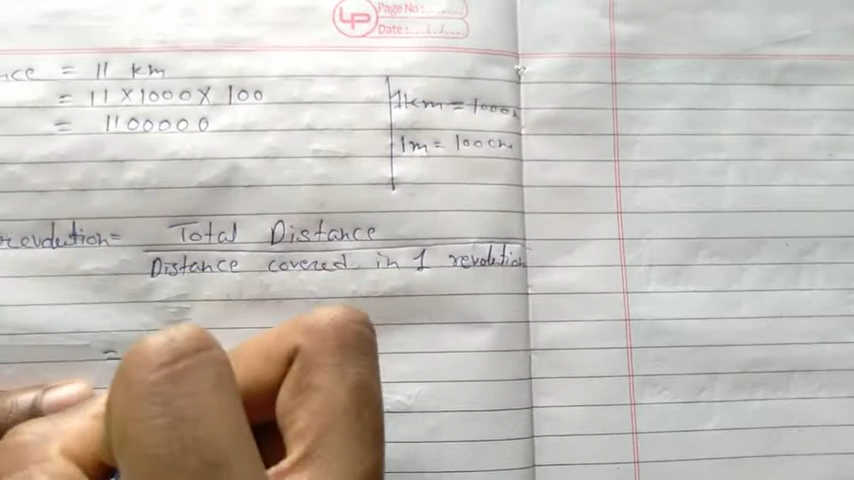 LP
Page No:
Date:
nce = 11 km
= 11 X 1000 X 100
= 1100000
1km = 1000
1m = 100cm
revolution = Total Distance
Distance covered in 1 revolution
=